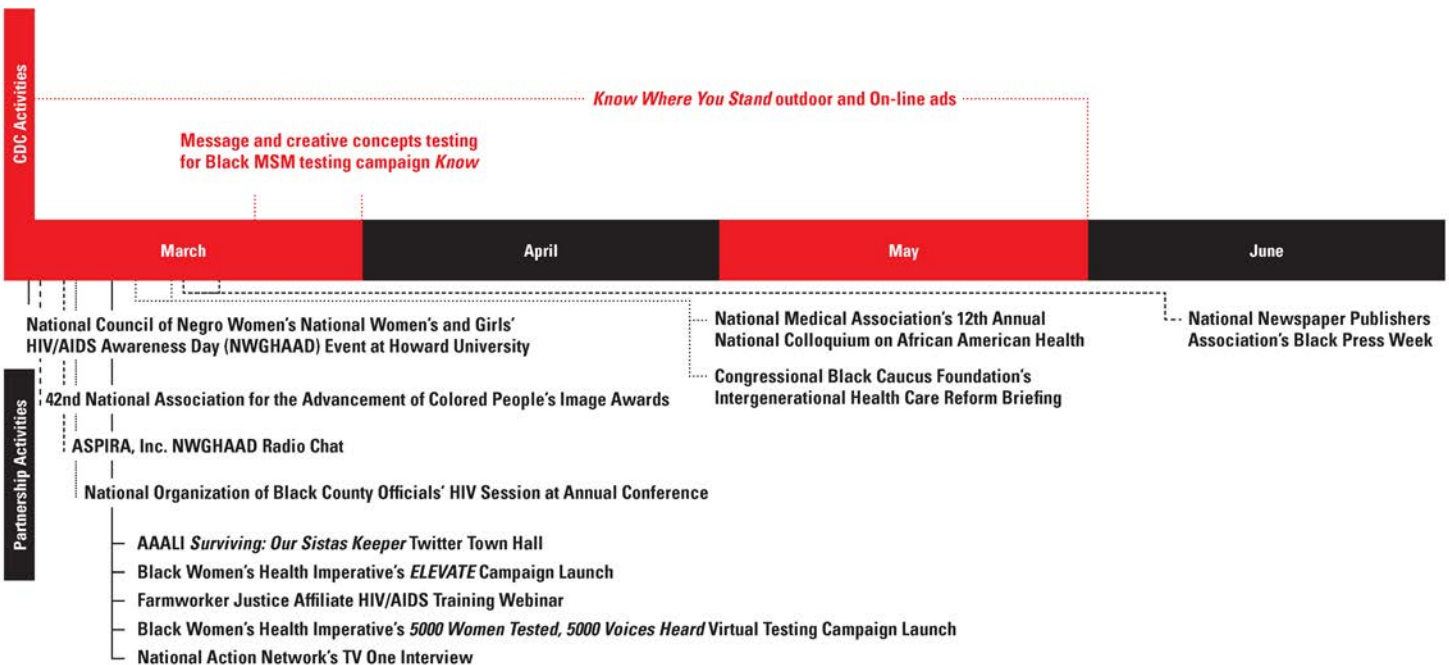 CDC Activities
Know Where You Stand outdoor and On-line ads
Message and creative concepts testing
for Black MSM testing campaign Know
March
April
May
June
Partnership Activities
National Council of Negro Women's National Women's and Girls'
HIV/AIDS Awareness Day (NWGHAAD) Event at Howard University
42nd National Association for the Advancement of Colored People's Image Awards
ASPIRA, Inc. NWGHAAD Radio Chat
National Organization of Black County Officials' HIV Session at Annual Conference
AAALI Surviving: Our Sistas Keeper Twitter Town Hall
Black Women's Health Imperative's ELEVATE Campaign Launch
Farmworker Justice Affiliate HIV/AIDS Training Webinar
Black Women's Health Imperative's 5000 Women Tested, 5000 Voices Heard Virtual Testing Campaign Launch
National Action Network's TV One Interview
National Medical Association's 12th Annual
National Colloquium on African American Health
Congressional Black Caucus Foundation's
Intergenerational Health Care Reform Briefing
National Newspaper Publishers
Association's Black Press Week